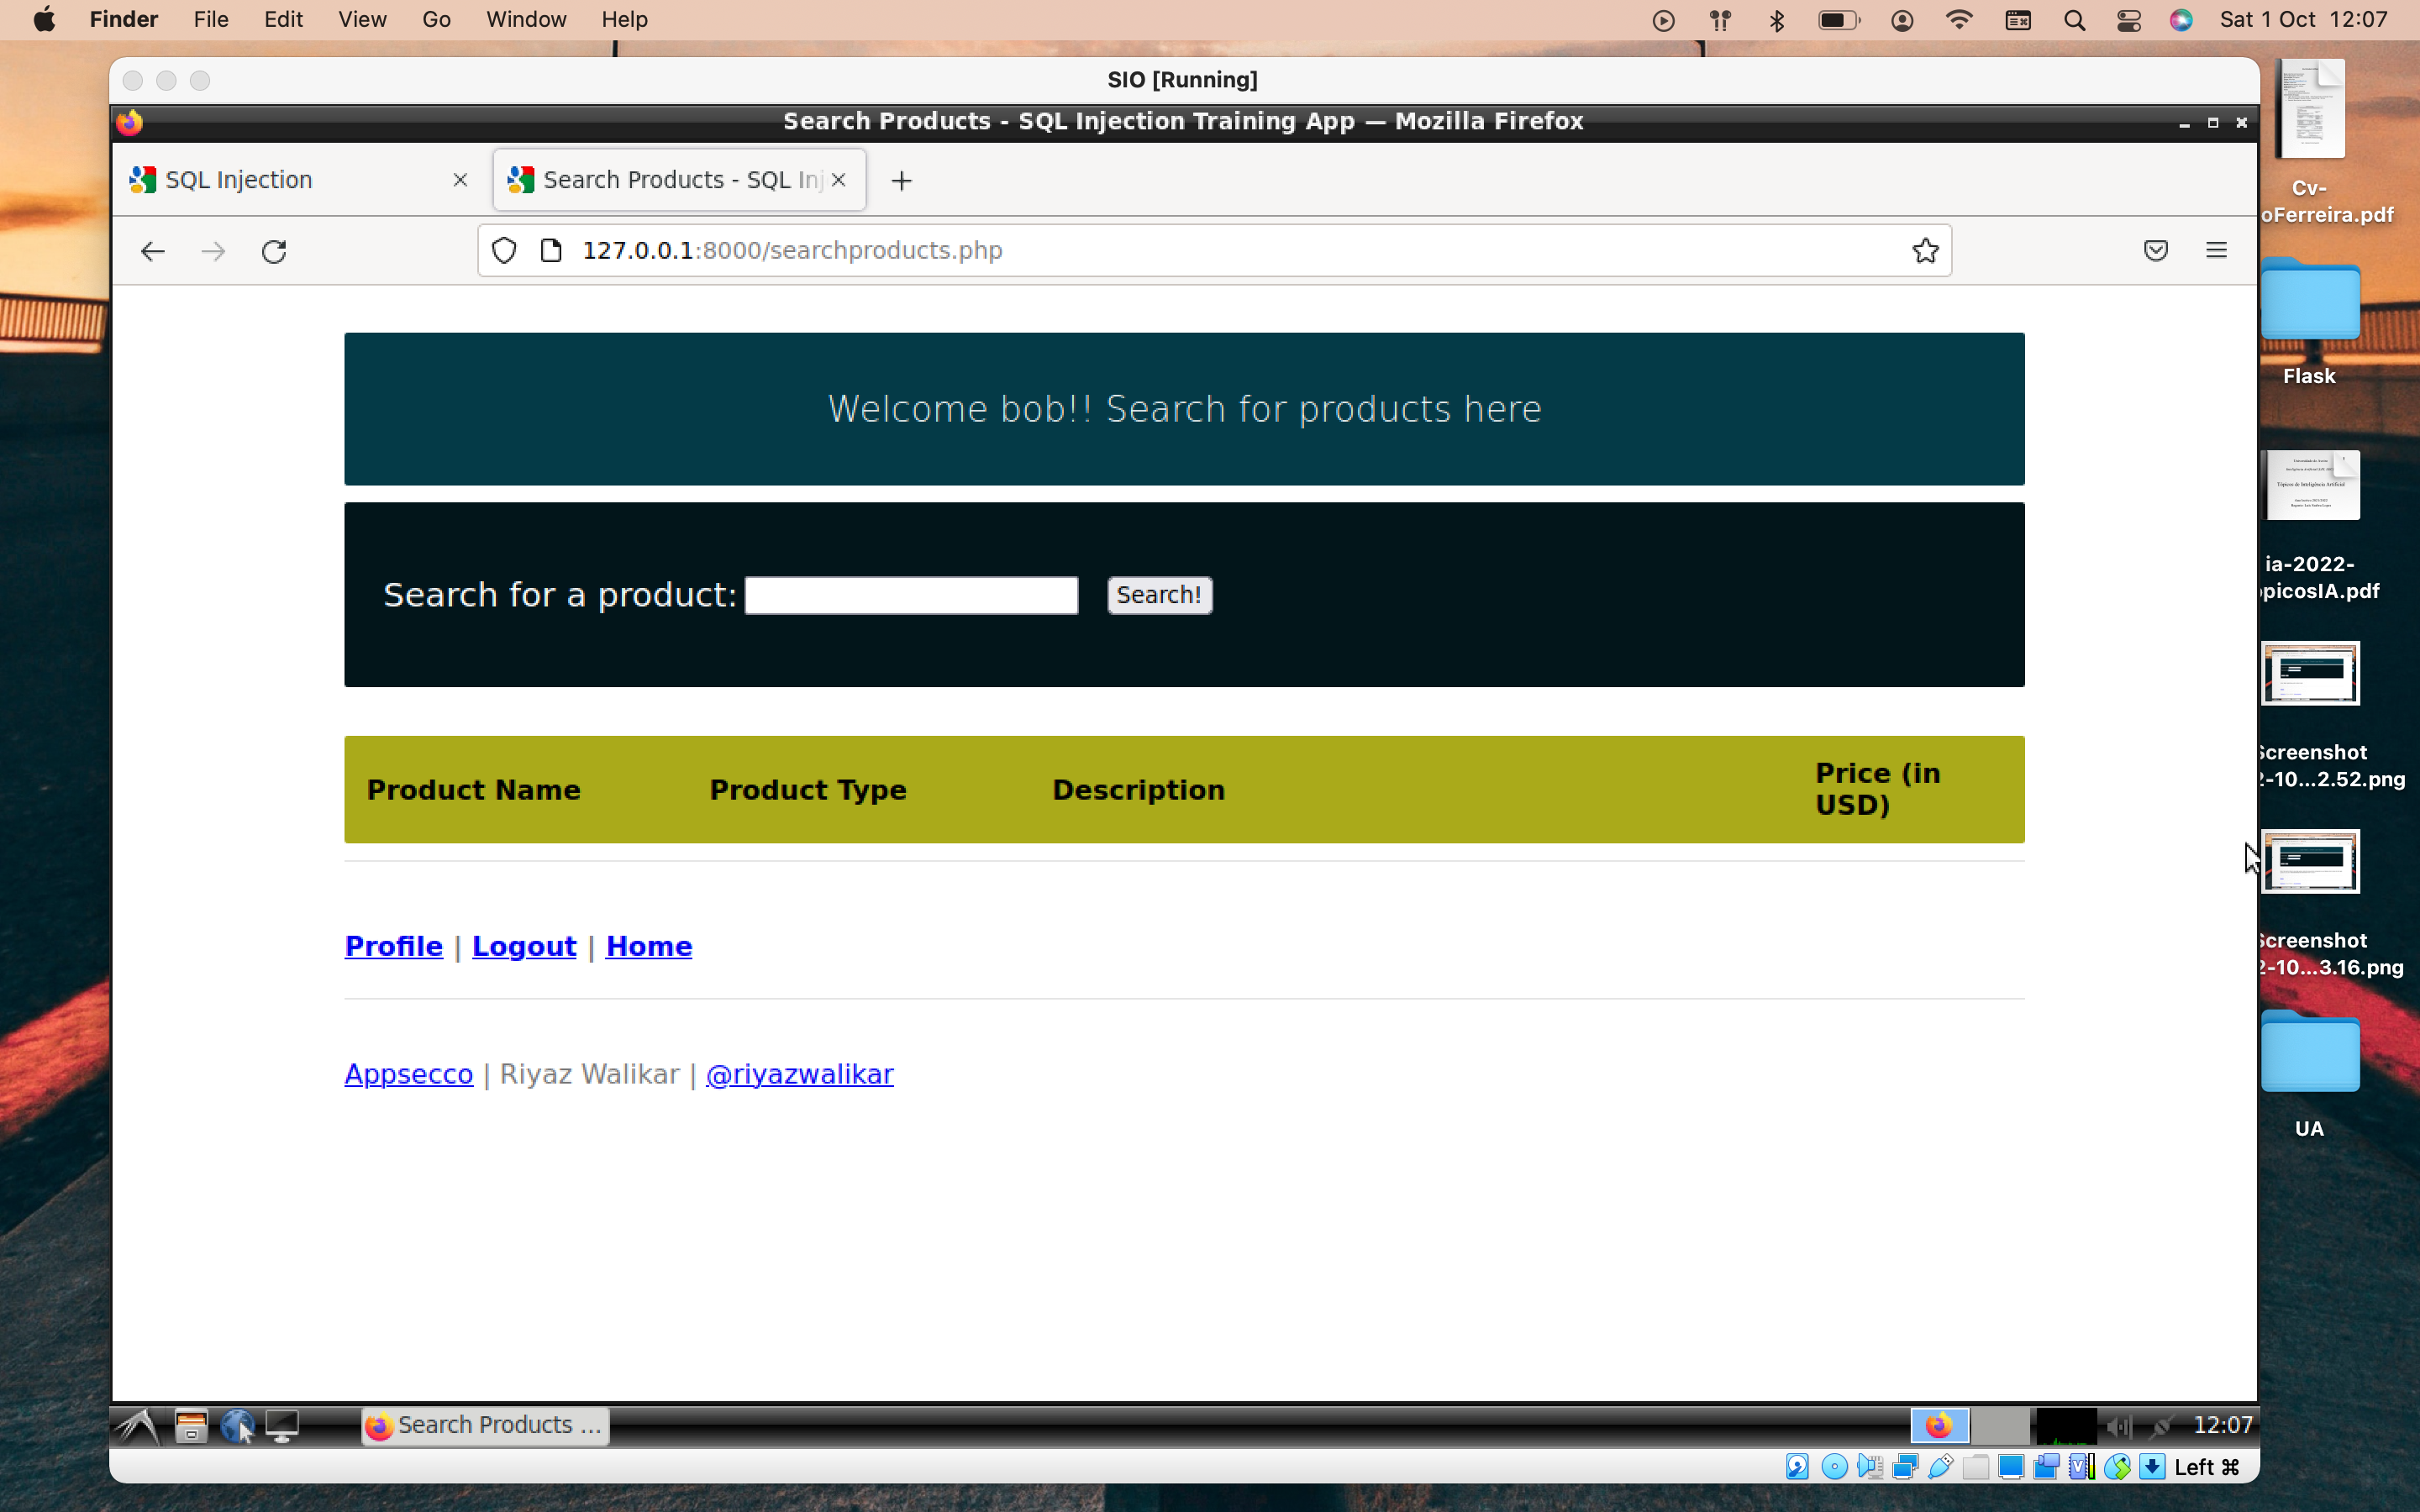 Finder File Edit View Go Window Help Sat 1 Oct 12:07
SIO [Running]
Search Products - SQL Injection Training App — Mozilla Firefox
SQL Injection
Search Products - SQL Inj
127.0.0.1:8000/searchproducts.php
Welcome bob!! Search for products here
Search for a product: Search!
Product Name Product Type Description Price (in USD)
Profile | Logout | Home
Appsecco | Riyaz Walikar | @riyazwalikar
Search Products ...
12:07
Left ⌘
Cv-
oFerreira.pdf
Flask
ia-2022-
picosIA.pdf
Screenshot
2-10...2.52.png
Screenshot
2-10...3.16.png
UA